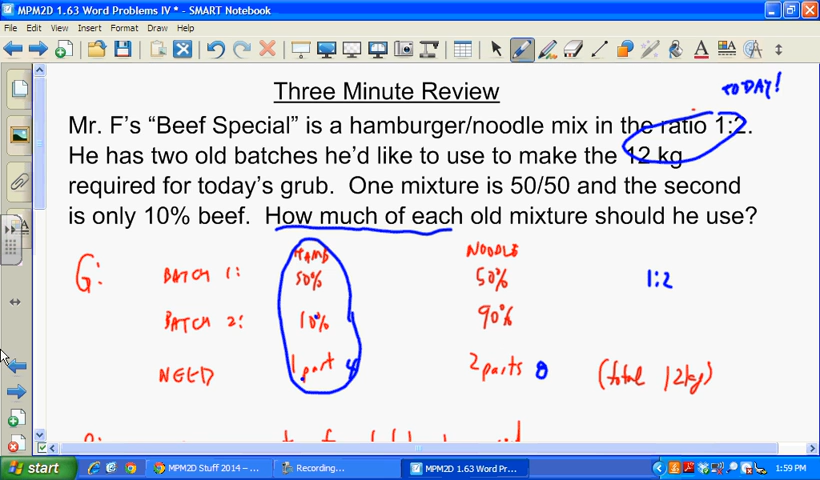 MPM2D 1.63 Word Problems IV * - SMART Notebook
File Edit View Insert Format Draw Help
TODAY!
Three Minute Review
Mr. F's "Beef Special" is a hamburger/noodle mix in the ratio 1:2.
He has two old batches he'd like to use to make the 12 kg
required for today's grub. One mixture is 50/50 and the second
is only 10% beef. How much of each old mixture should he use?
HAMB NOODLE
G: BATCH 1: 50% 50% 1:2
BATCH 2: 10% 90%
NEED 1 part 4 2 parts 8 (total 12kg)
start Chrome MPM2D Stuff 2014 – ... Recording... MPM2D 1.63 Word Pr... 1:59 PM